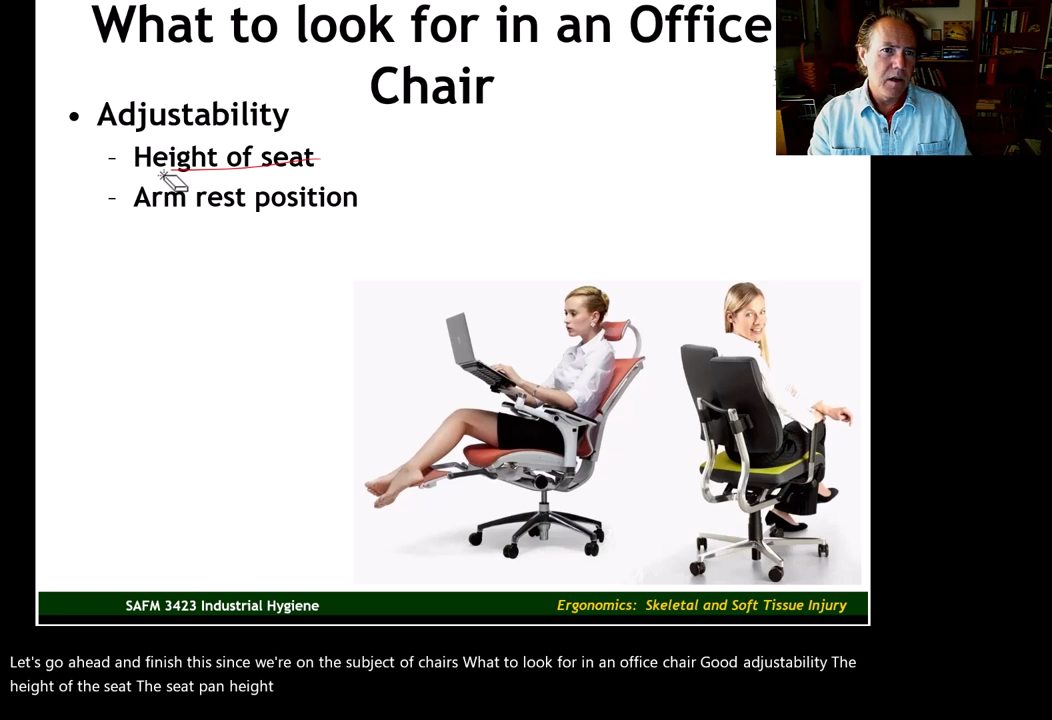 What to look for in an Office
Chair
• Adjustability
– Height of seat
– Arm rest position
SAFM 3423 Industrial Hygiene
Ergonomics: Skeletal and Soft Tissue Injury
Let's go ahead and finish this since we're on the subject of chairs What to look for in an office chair Good adjustability The
height of the seat The seat pan height